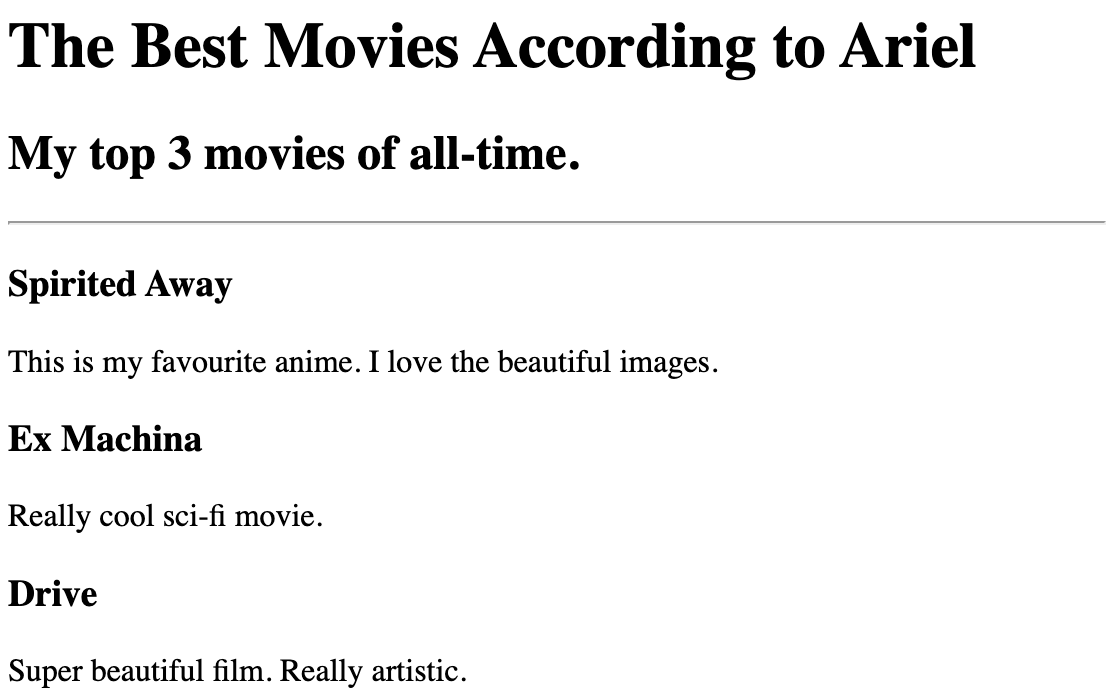 The Best Movies According to Ariel
My top 3 movies of all-time.
Spirited Away
This is my favourite anime. I love the beautiful images.
Ex Machina
Really cool sci-fi movie.
Drive
Super beautiful film. Really artistic.